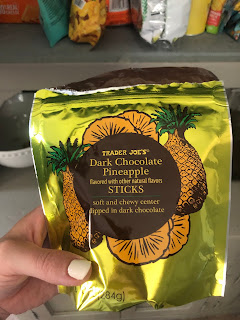 TRADER JOE'S®
Dark Chocolate
Pineapple
flavored with other natural flavors
STICKS
soft and chewy center
dipped in dark chocolate
(284g)